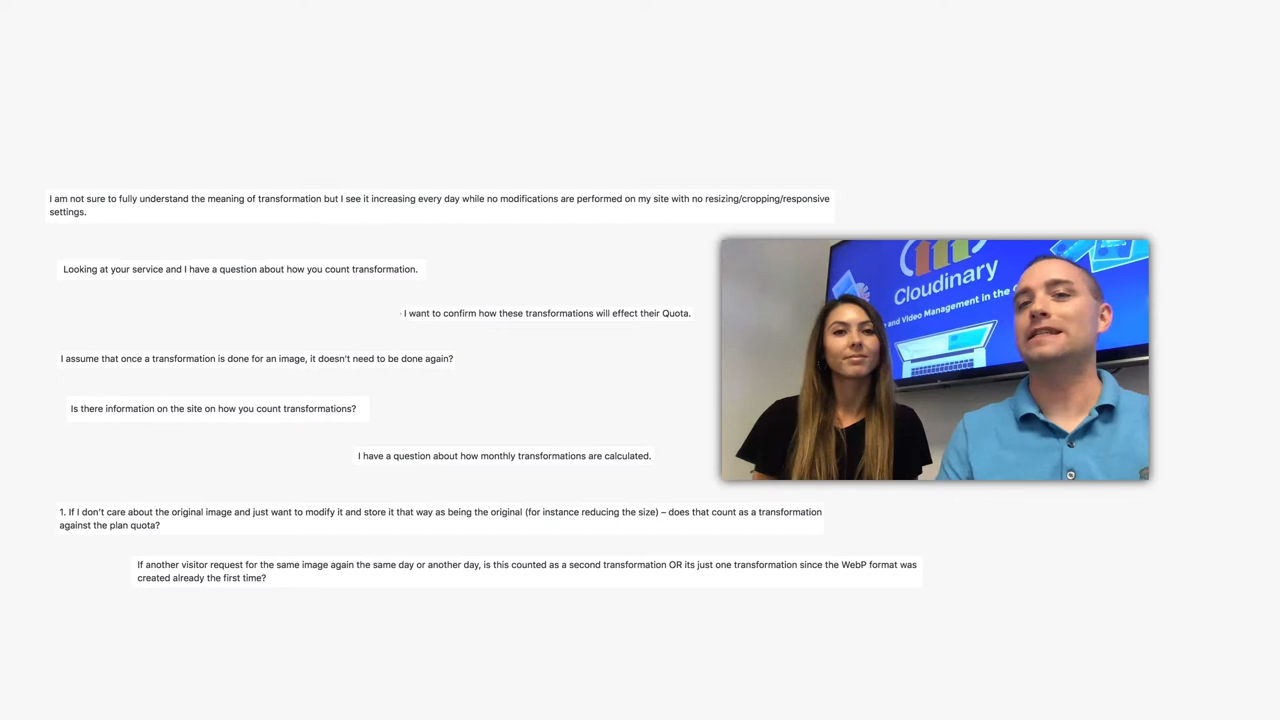 I am not sure to fully understand the meaning of transformation but I see it increasing every day while no modifications are performed on my site with no resizing/cropping/responsive
settings.
Looking at your service and I have a question about how you count transformation.
I want to confirm how these transformations will effect their Quota.
I assume that once a transformation is done for an image, it doesn't need to be done again?
Is there information on the site on how you count transformations?
I have a question about how monthly transformations are calculated.
1. If I don’t care about the original image and just want to modify it and store it that way as being the original (for instance reducing the size) – does that count as a transformation
against the plan quota?
If another visitor request for the same image again the same day or another day, is this counted as a second transformation OR its just one transformation since the WebP format was
created already the first time?
Cloudinary
and Video Management in the